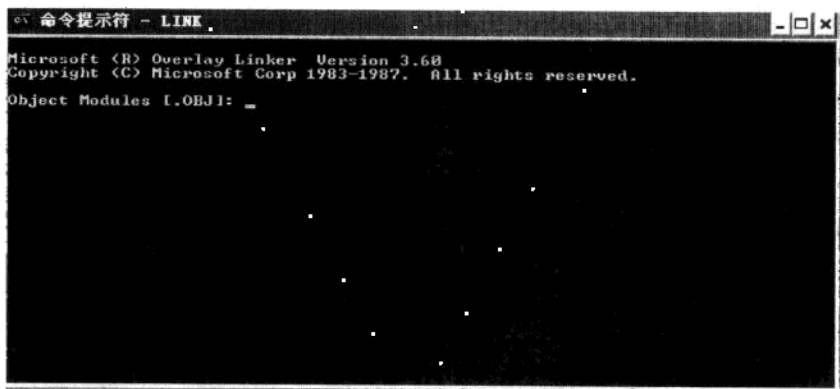 命令提示符 - LINK
Microsoft (R) Overlay Linker  Version 3.60
Copyright (C) Microsoft Corp 1983-1987.  All rights reserved.
Object Modules [.OBJ]: _